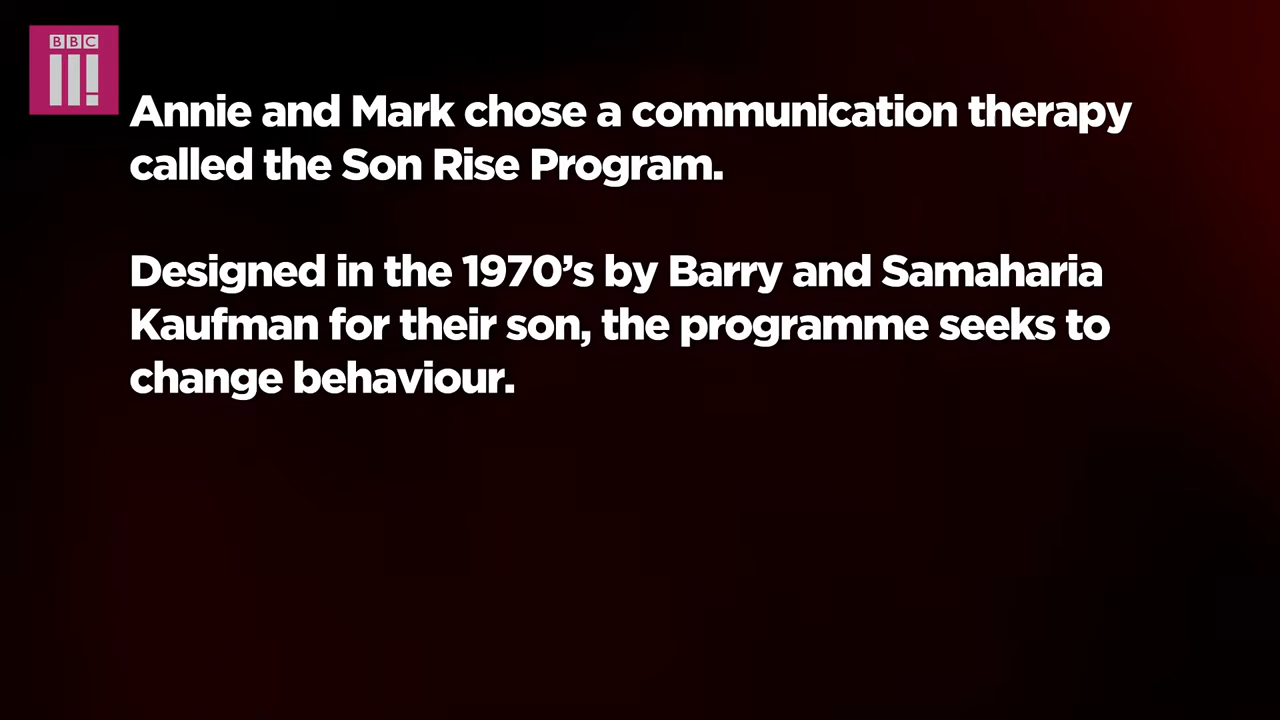 BBC
III!
Annie and Mark chose a communication therapy
called the Son Rise Program.
Designed in the 1970’s by Barry and Samaharia
Kaufman for their son, the programme seeks to
change behaviour.